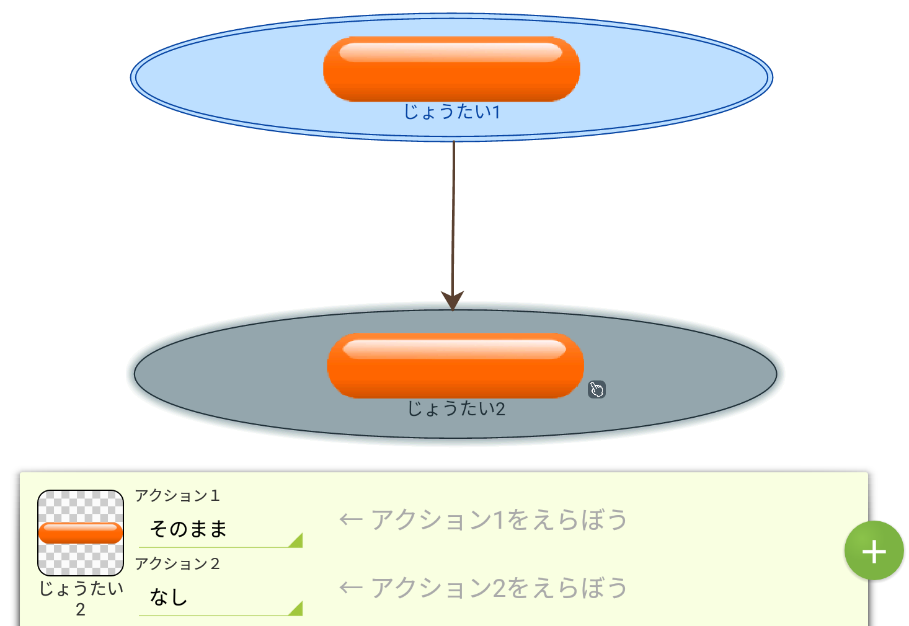 じょうたい1
じょうたい2
アクション１
そのまま
← アクション1をえらぼう
アクション２
なし
← アクション2をえらぼう
じょうたい
2